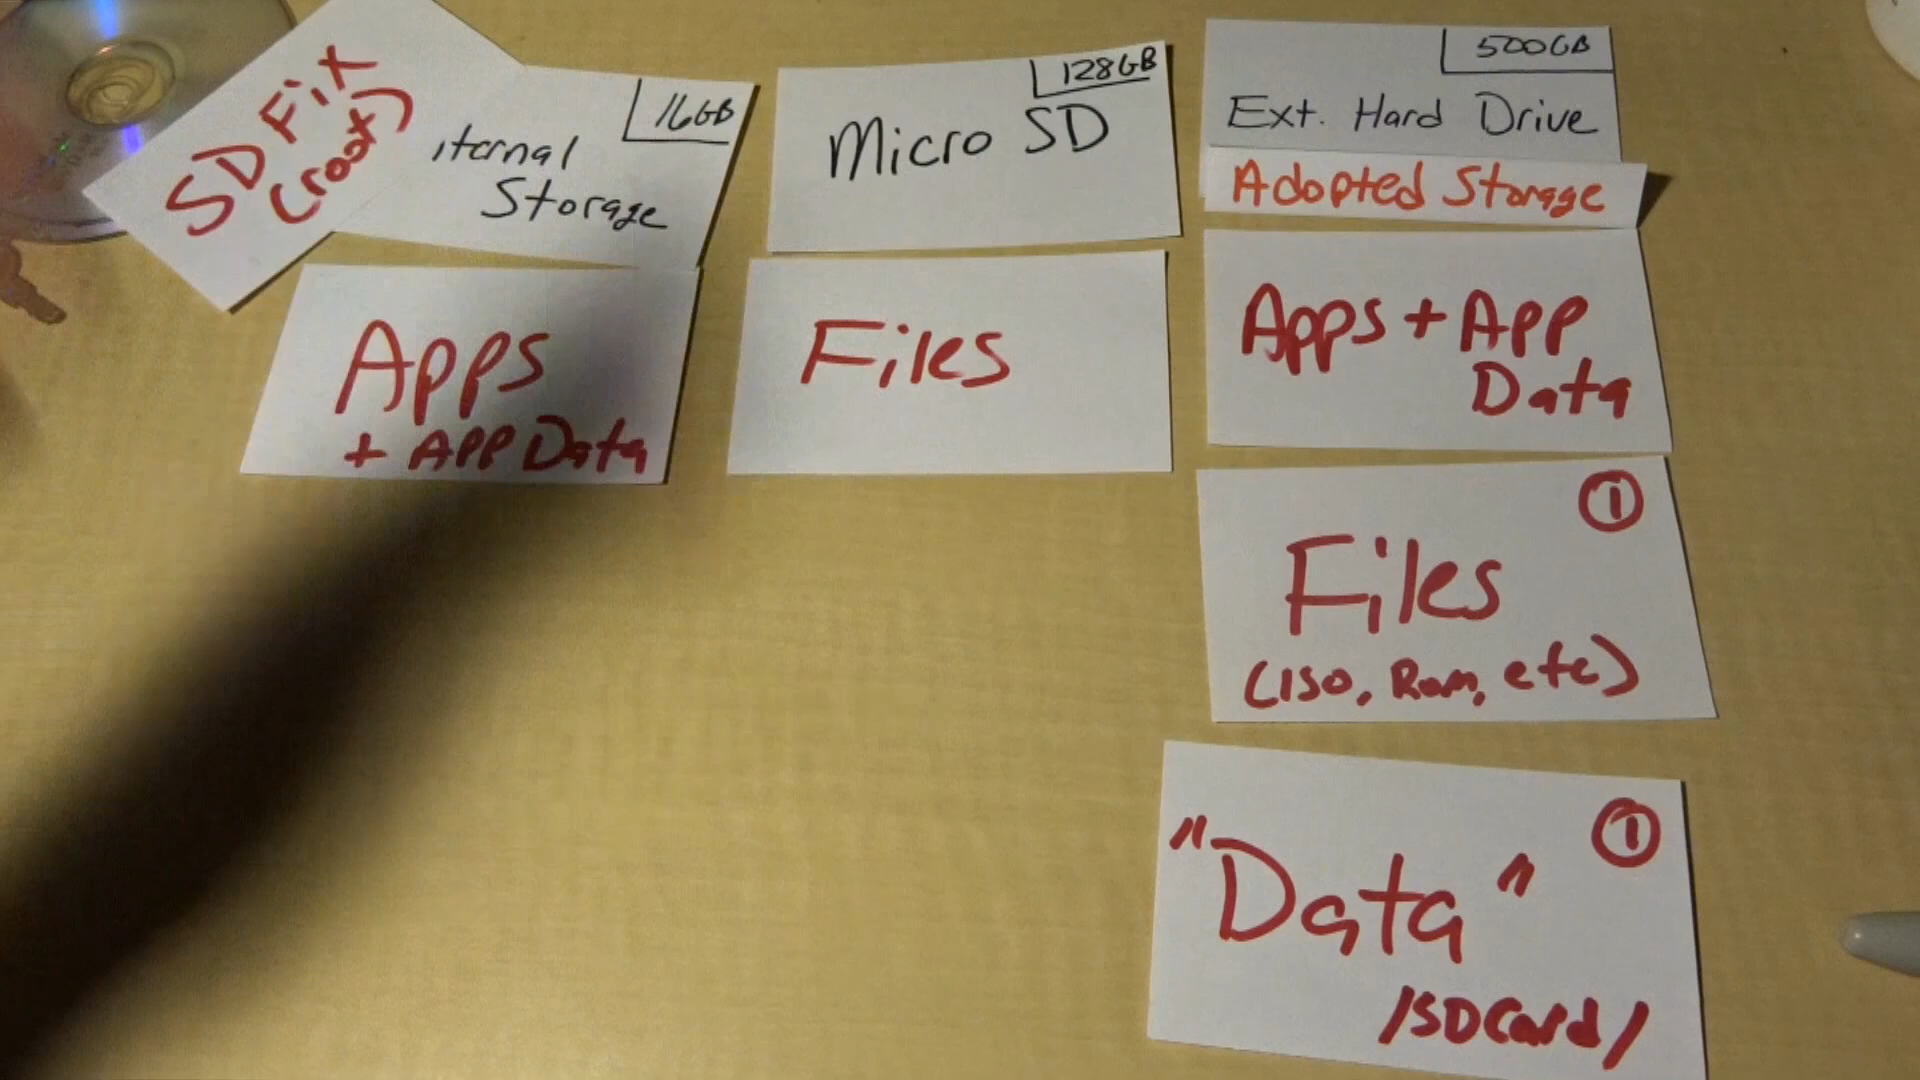 SD Fix
(root)
16GB
iternal
Storage
Apps
+ APP Data
128GB
Micro SD
Files
500GB
Ext. Hard Drive
Adopted Storage
Apps + App
Data
1
Files
(ISO, Rom, etc)
1
"Data"
/SDCard/